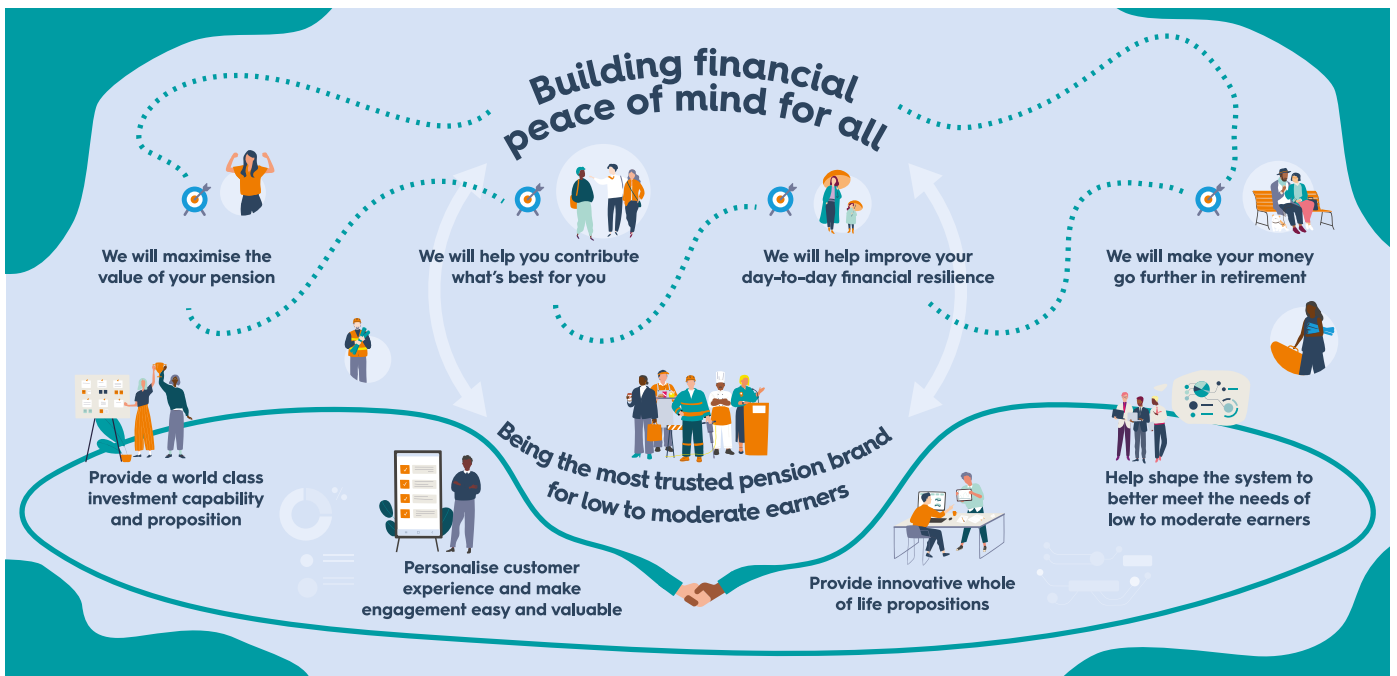 Building financial
peace of mind for all
We will maximise the
value of your pension
We will help you contribute
what's best for you
We will help improve your
day-to-day financial resilience
We will make your money
go further in retirement
Being the most trusted pension brand
for low to moderate earners
Provide a world class
investment capability
and proposition
Personalise customer
experience and make
engagement easy and valuable
Provide innovative whole
of life propositions
Help shape the system to
better meet the needs of
low to moderate earners